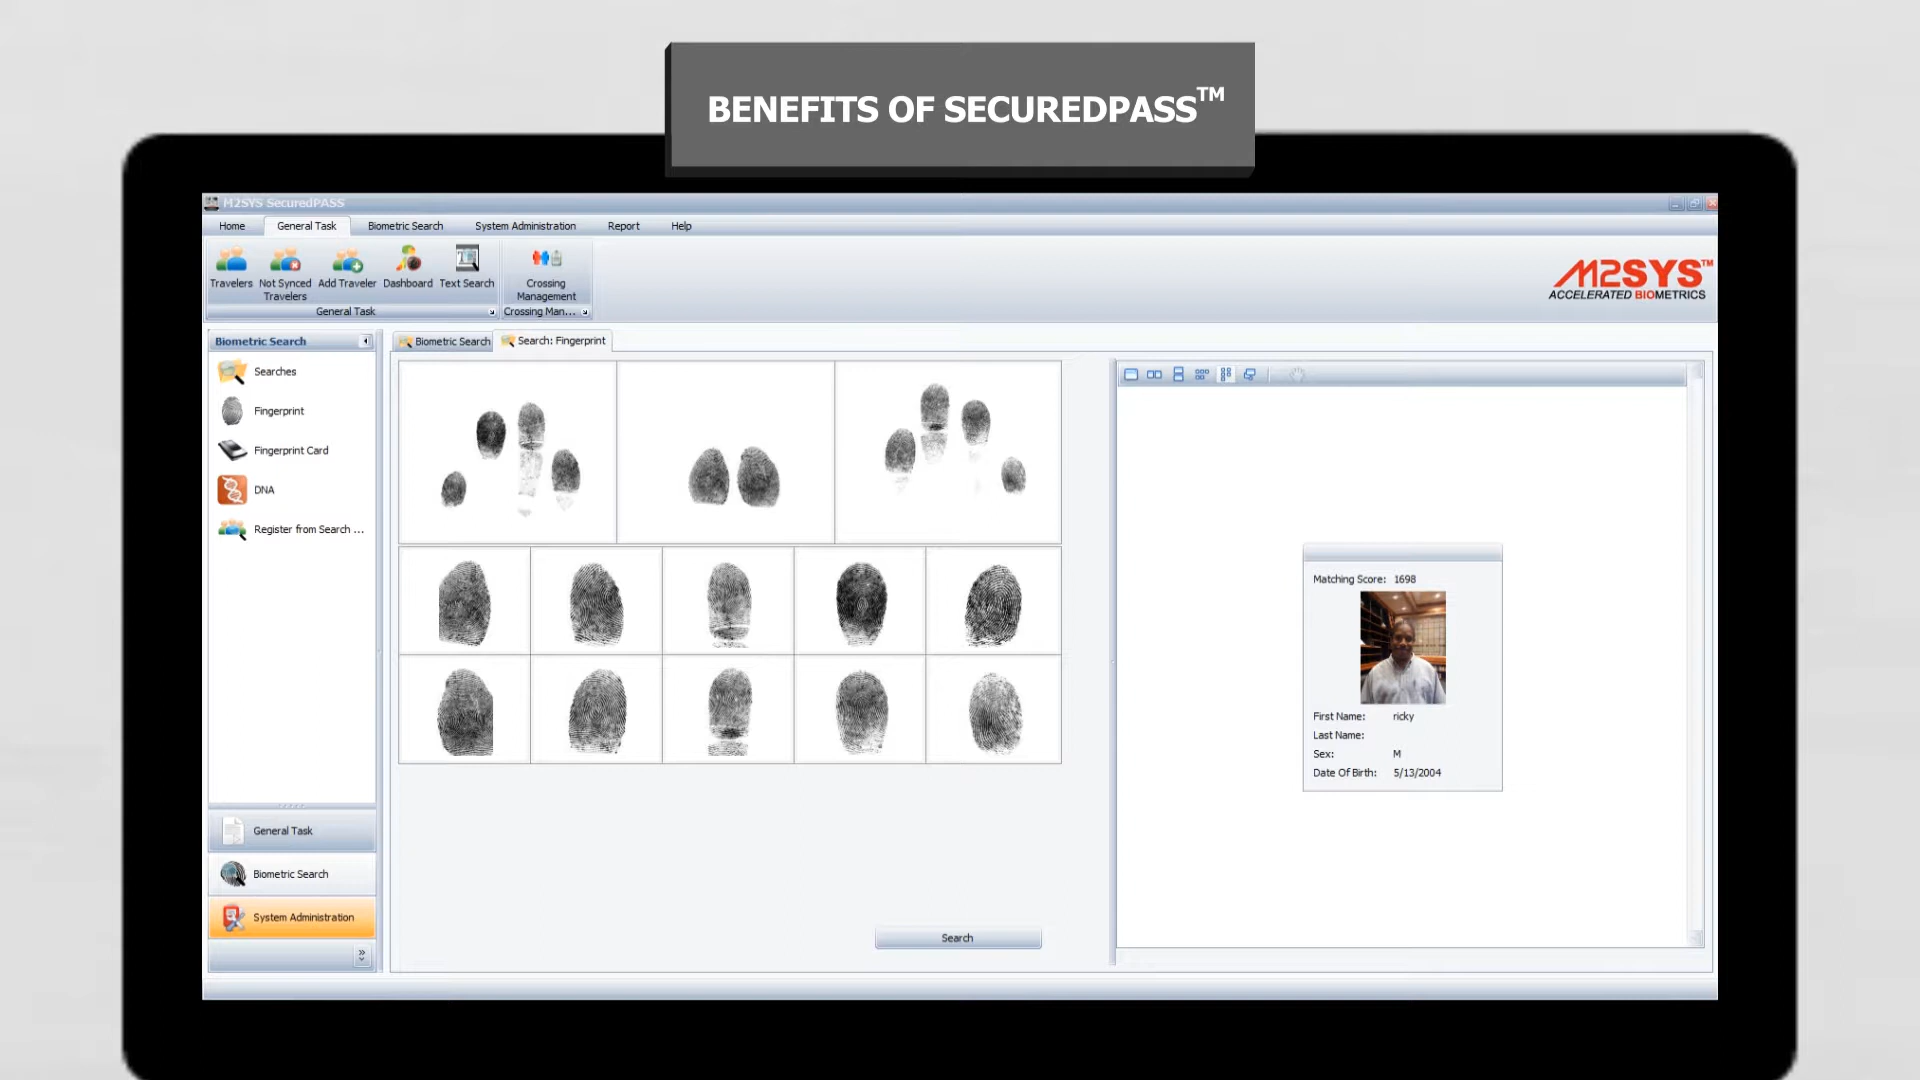 BENEFITS OF SECUREDPASS™
M2SYS SecuredPASS
Home General Task Biometric Search System Administration Report Help
Travelers Not Synced Travelers Add Traveler Dashboard Text Search Crossing Management
General Task Crossing Man...
M2SYS™
ACCELERATED BIOMETRICS
Biometric Search
Searches
Fingerprint
Fingerprint Card
DNA
Register from Search ...
General Task
Biometric Search
System Administration
Biometric Search Search: Fingerprint
Search
Matching Score: 1698
First Name: ricky
Last Name:
Sex: M
Date Of Birth: 5/13/2004